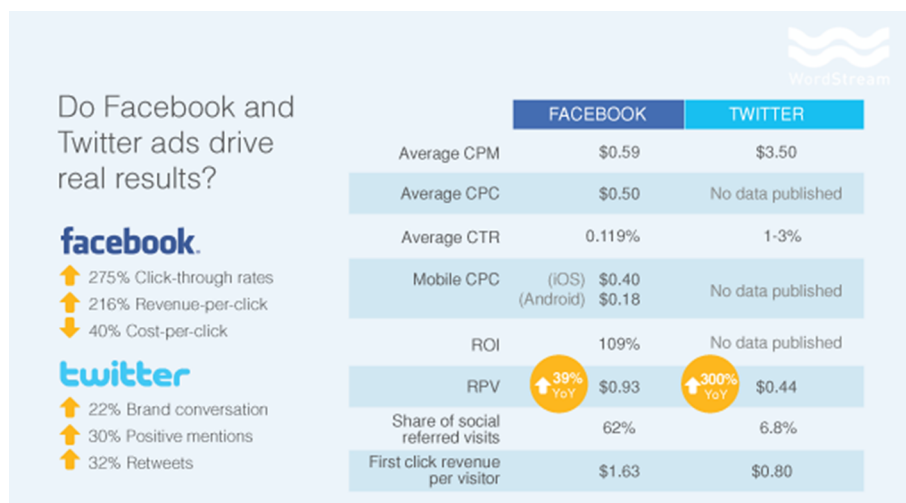 WordStream
Do Facebook and
Twitter ads drive
real results?
facebook.
275% Click-through rates
216% Revenue-per-click
40% Cost-per-click
twitter
22% Brand conversation
30% Positive mentions
32% Retweets
FACEBOOK TWITTER
Average CPM $0.59 $3.50
Average CPC $0.50 No data published
Average CTR 0.119% 1-3%
Mobile CPC (iOS) $0.40
(Android) $0.18 No data published
ROI 109% No data published
RPV 39% YoY $0.93 300% YoY $0.44
Share of social
referred visits 62% 6.8%
First click revenue
per visitor $1.63 $0.80